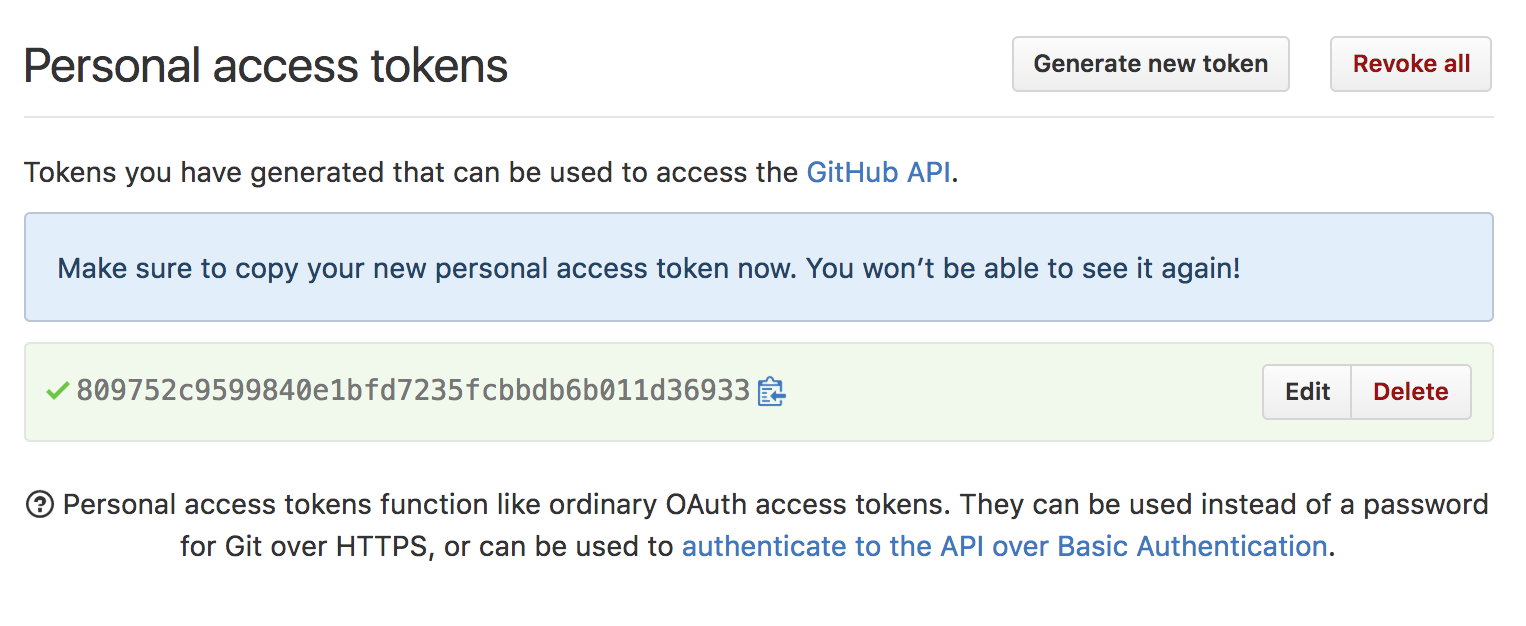 Personal access tokens
Generate new token
Revoke all
Tokens you have generated that can be used to access the GitHub API.
Make sure to copy your new personal access token now. You won’t be able to see it again!
809752c9599840e1bfd7235fcbbdb6b011d36933
Edit
Delete
Personal access tokens function like ordinary OAuth access tokens. They can be used instead of a password
for Git over HTTPS, or can be used to authenticate to the API over Basic Authentication.